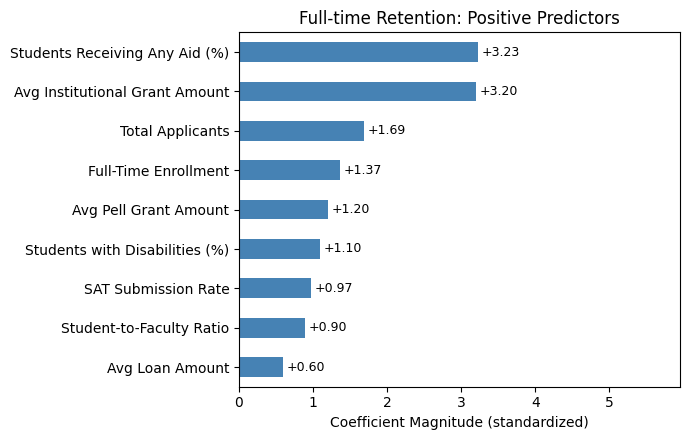 Full-time Retention: Positive Predictors
Students Receiving Any Aid (%) +3.23
Avg Institutional Grant Amount +3.20
Total Applicants +1.69
Full-Time Enrollment +1.37
Avg Pell Grant Amount +1.20
Students with Disabilities (%) +1.10
SAT Submission Rate +0.97
Student-to-Faculty Ratio +0.90
Avg Loan Amount +0.60
0 1 2 3 4 5
Coefficient Magnitude (standardized)